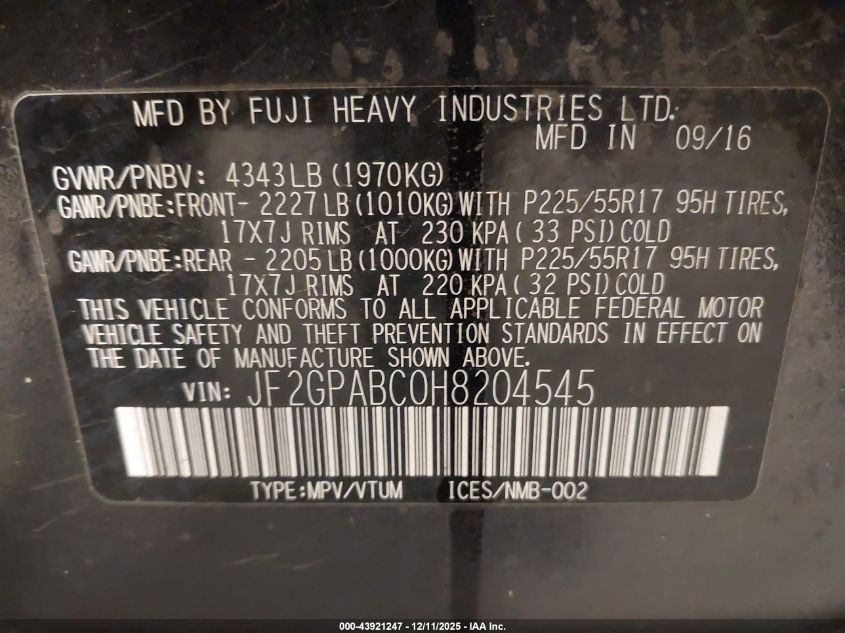 MFD BY FUJI HEAVY INDUSTRIES LTD.
MFD IN 09/16
GVWR/PNBV: 4343LB (1970KG)
GAWR/PNBE:FRONT- 2227 LB (1010KG) WITH P225/55R17 95H TIRES,
17X7J RIMS AT 230 KPA ( 33 PSI) COLD
GAWR/PNBE:REAR - 2205 LB (1000KG) WITH P225/55R17 95H TIRES,
17X7J RIMS AT 220 KPA ( 32 PSI) COLD
THIS VEHICLE CONFORMS TO ALL APPLICABLE FEDERAL MOTOR
VEHICLE SAFETY AND THEFT PREVENTION STANDARDS IN EFFECT ON
THE DATE OF MANUFACTURE SHOWN ABOVE.
VIN: JF2GPABC0H8204545
TYPE:MPV/VTUM ICES/NMB-002
000-43921247 - 12/11/2025 - IAA Inc.